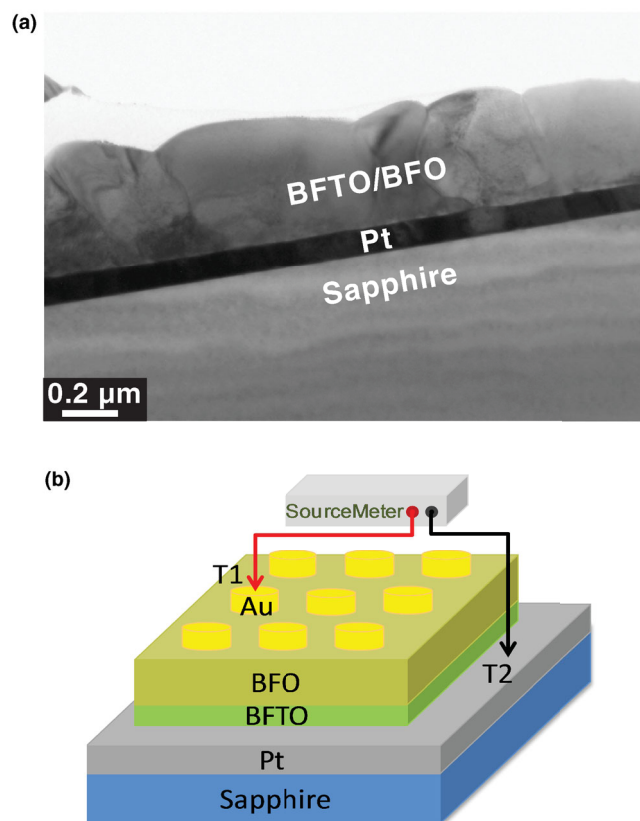 (a)
BFTO/BFO
Pt
Sapphire
0.2 µm
(b)
SourceMeter
T1
Au
T2
BFO
BFTO
Pt
Sapphire